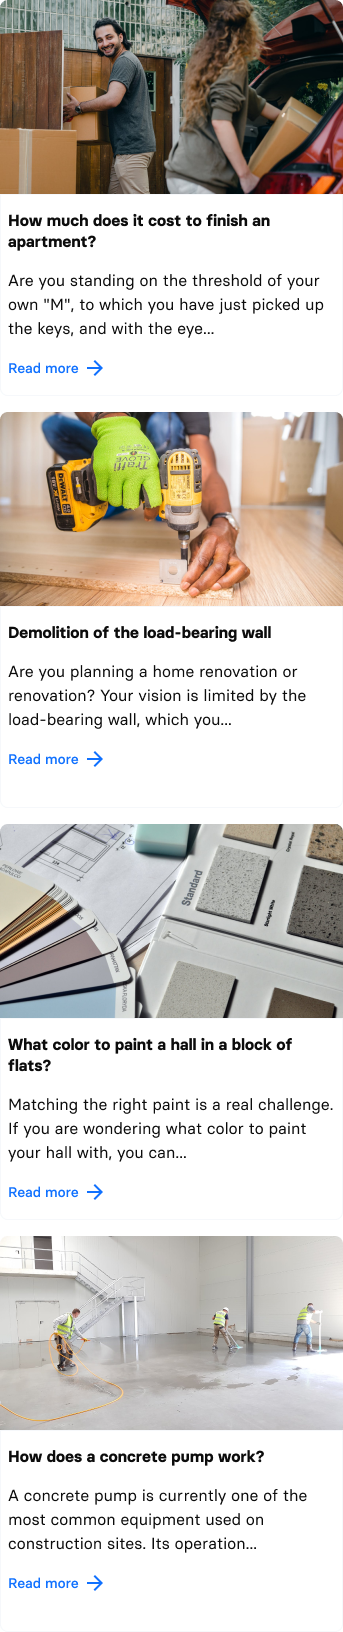 How much does it cost to finish an
apartment?
Are you standing on the threshold of your
own "M", to which you have just picked up
the keys, and with the eye...
Read more
DEWALT
Traffi
GLOVE
Demolition of the load-bearing wall
Are you planning a home renovation or
renovation? Your vision is limited by the
load-bearing wall, which you...
Read more
Standard
Starlight White
What color to paint a hall in a block of
flats?
Matching the right paint is a real challenge.
If you are wondering what color to paint
your hall with, you can...
Read more
How does a concrete pump work?
A concrete pump is currently one of the
most common equipment used on
construction sites. Its operation...
Read more